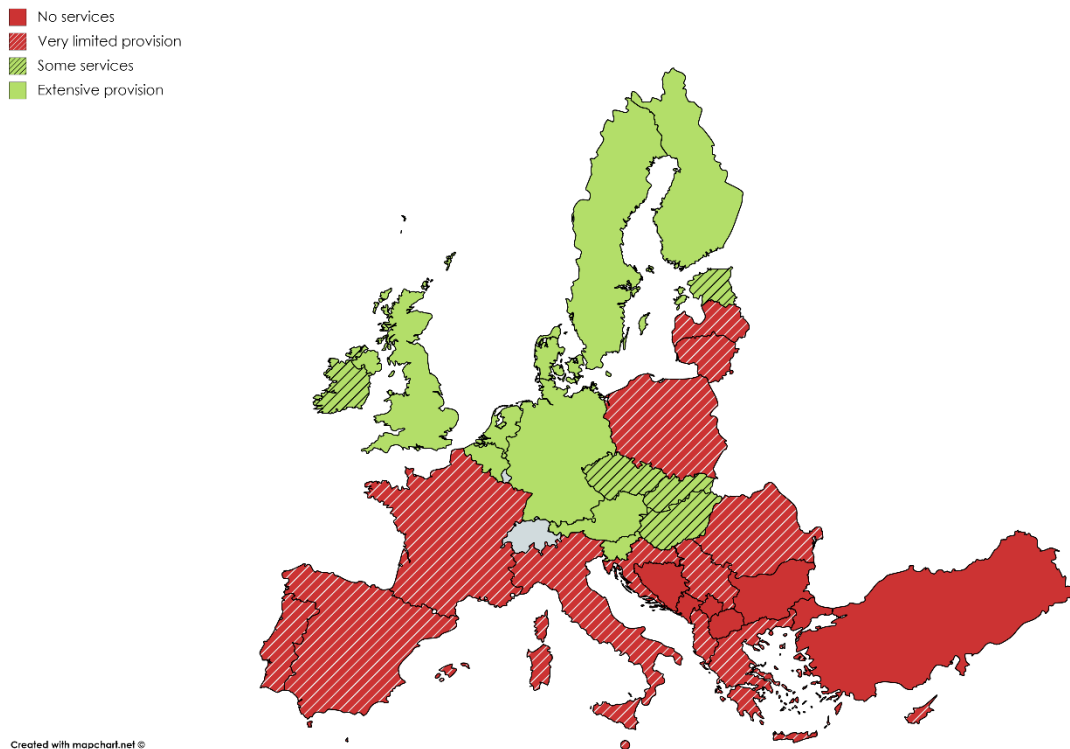 No services
Very limited provision
Some services
Extensive provision
Created with mapchart.net ©